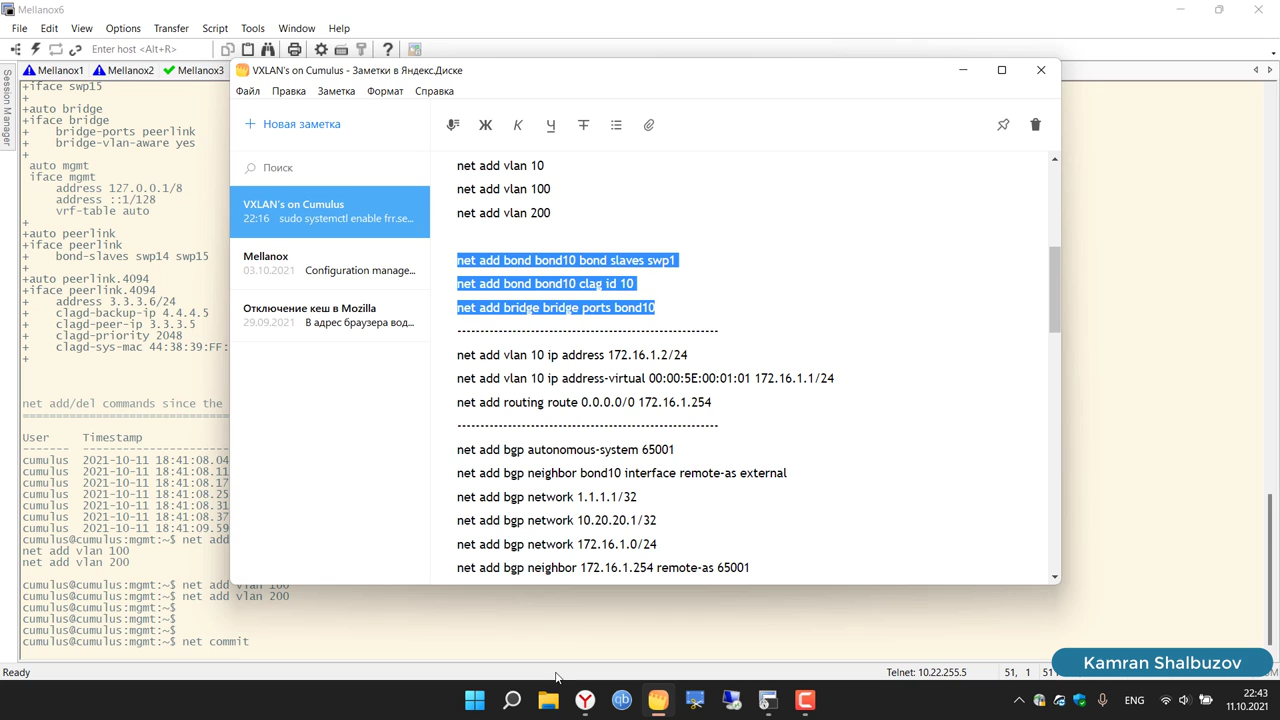 Mellanox6
File Edit View Options Transfer Script Tools Window Help
Enter host <Alt+R>
Session Manager
Mellanox1 Mellanox2 Mellanox3
+iface swp15
+
+auto bridge
+iface bridge
+ bridge-ports peerlink
+ bridge-vlan-aware yes
+
auto mgmt
iface mgmt
address 127.0.0.1/8
address ::1/128
vrf-table auto
+
+auto peerlink
+iface peerlink
+ bond-slaves swp14 swp15
+
+auto peerlink.4094
+iface peerlink.4094
+ address 3.3.3.6/24
+ clagd-backup-ip 4.4.4.5
+ clagd-peer-ip 3.3.3.5
+ clagd-priority 2048
+ clagd-sys-mac 44:38:39:FF:
+
net add/del commands since the
================================
User Timestamp
------- ---------
cumulus 2021-10-11 18:41:08.04
cumulus 2021-10-11 18:41:08.11
cumulus 2021-10-11 18:41:08.17
cumulus 2021-10-11 18:41:08.25
cumulus 2021-10-11 18:41:08.31
cumulus 2021-10-11 18:41:08.37
cumulus 2021-10-11 18:41:09.59
cumulus@cumulus:mgmt:~$ net add
net add vlan 100
net add vlan 200
cumulus@cumulus:mgmt:~$ net add vlan 100
cumulus@cumulus:mgmt:~$ net add vlan 200
cumulus@cumulus:mgmt:~$
cumulus@cumulus:mgmt:~$
cumulus@cumulus:mgmt:~$
cumulus@cumulus:mgmt:~$ net commit
VXLAN's on Cumulus - Заметки в Яндекс.Диске
Файл Правка Заметка Формат Справка
+ Новая заметка
Ж К Ч Т
Поиск
VXLAN's on Cumulus
22:16 sudo systemctl enable frr.se...
Mellanox
03.10.2021 Configuration manage...
Отключение кеш в Mozilla
29.09.2021 В адрес браузера вод...
net add vlan 10
net add vlan 100
net add vlan 200
net add bond bond10 bond slaves swp1
net add bond bond10 clag id 10
net add bridge bridge ports bond10
--------------------------------------------------------
net add vlan 10 ip address 172.16.1.2/24
net add vlan 10 ip address-virtual 00:00:5E:00:01:01 172.16.1.1/24
net add routing route 0.0.0.0/0 172.16.1.254
--------------------------------------------------------
net add bgp autonomous-system 65001
net add bgp neighbor bond10 interface remote-as external
net add bgp network 1.1.1.1/32
net add bgp network 10.20.20.1/32
net add bgp network 172.16.1.0/24
net add bgp neighbor 172.16.1.254 remote-as 65001
Kamran Shalbuzov
Ready
Telnet: 10.22.255.5 51, 1
qb
ENG
22:43
11.10.2021